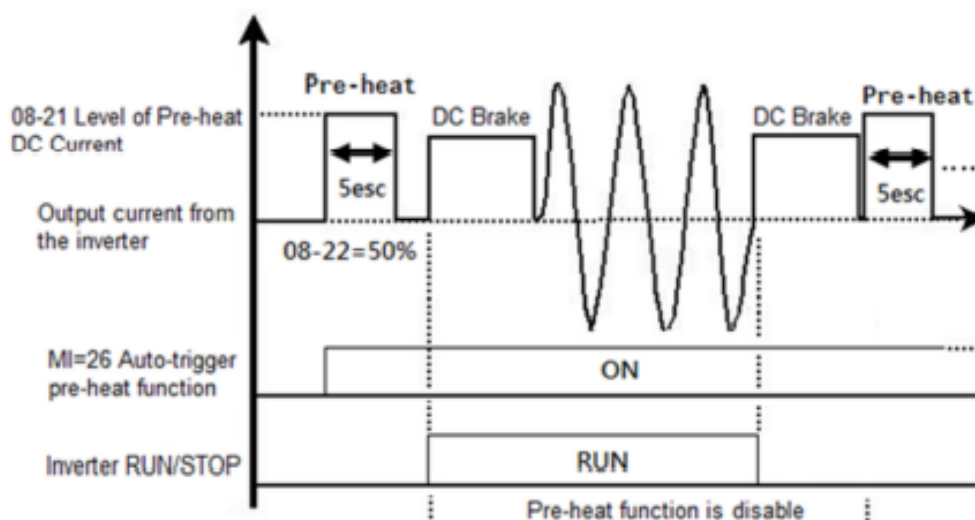 Pre-heat
08-21 Level of Pre-heat
DC Current
DC Brake
DC Brake
Pre-heat
5esc
5esc
Output current from
the inverter
08-22=50%
MI=26 Auto-trigger
pre-heat function
ON
Inverter RUN/STOP
RUN
Pre-heat function is disable